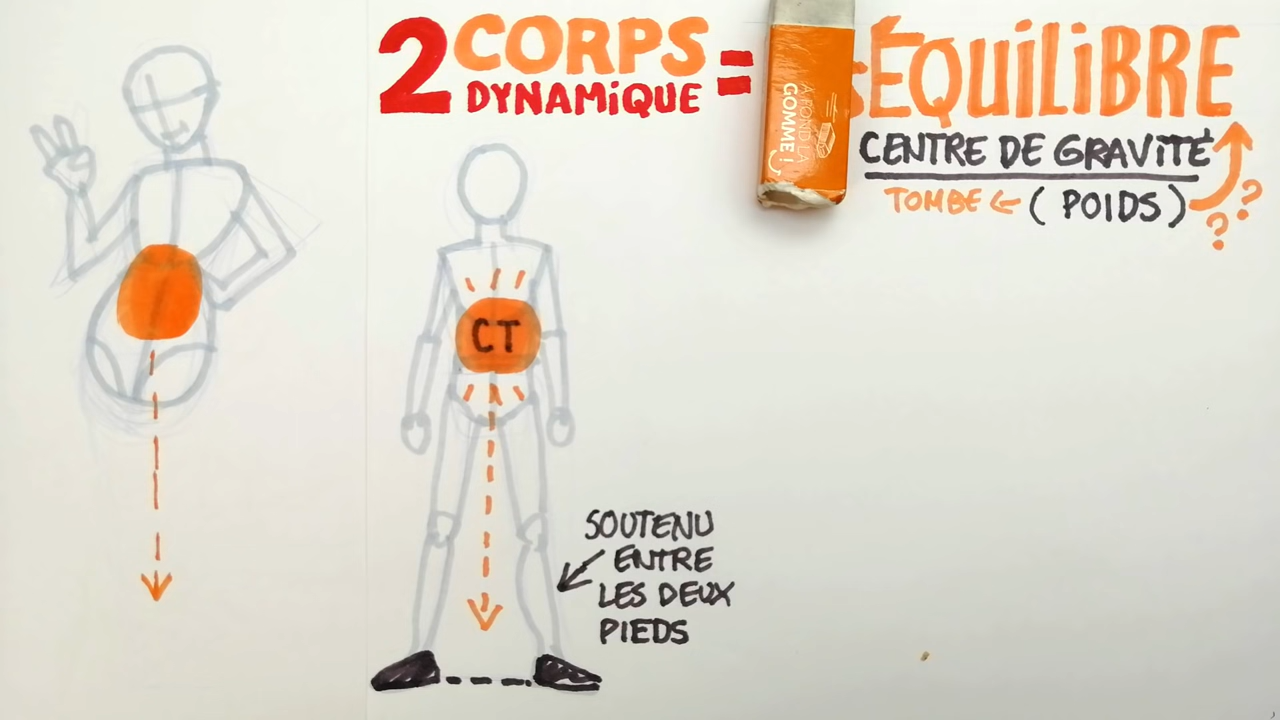 2 CORPS
DYNAMIQUE =
À FOND LA
GOMME !
ÉQUiLiBRE
CENTRE DE GRAVITÉ
TOMBE ← ( POIDS )
? ?
CT
SOUTENU
ENTRE
LES DEUX
PIEDS